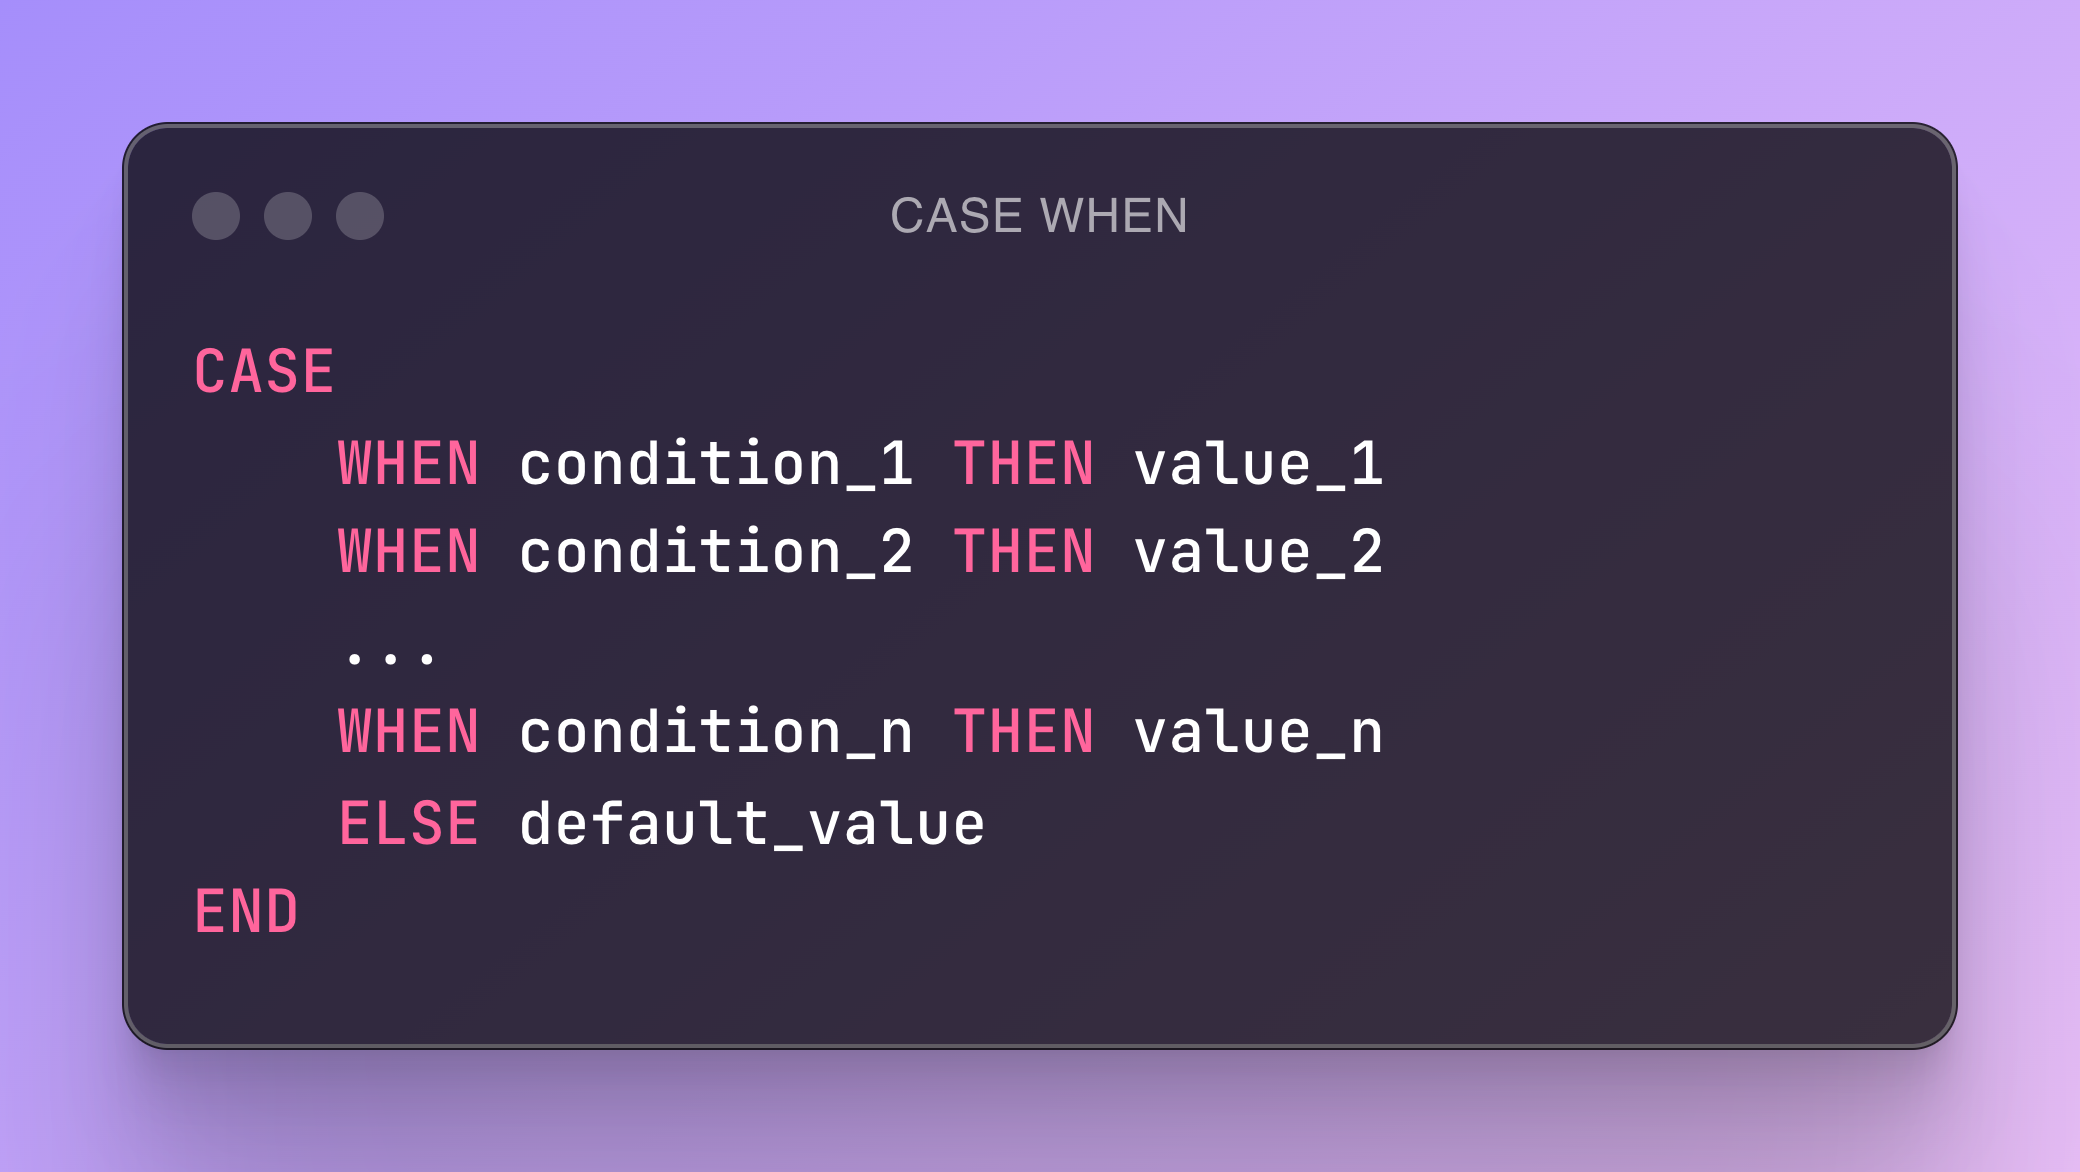 CASE WHEN
CASE
    WHEN condition_1 THEN value_1
    WHEN condition_2 THEN value_2
    ...
    WHEN condition_n THEN value_n
    ELSE default_value
END